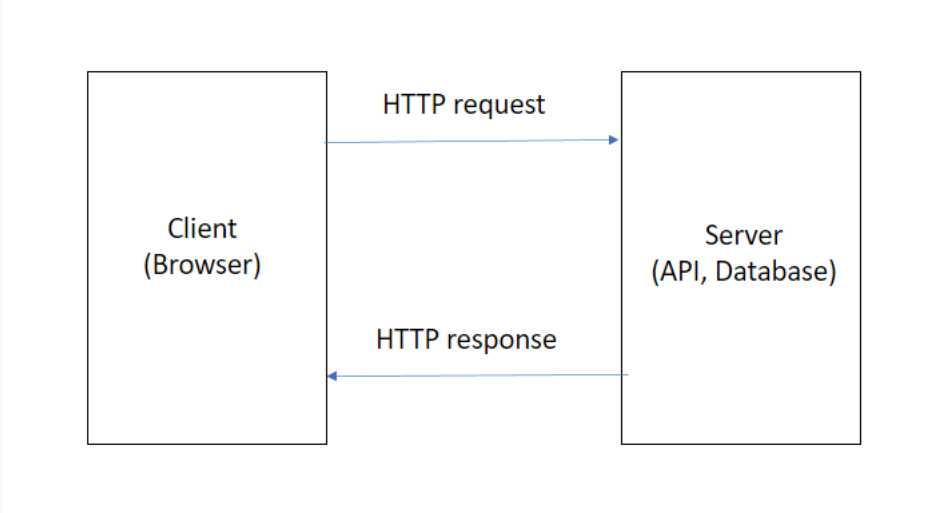 HTTP request
Client
(Browser)
Server
(API, Database)
HTTP response